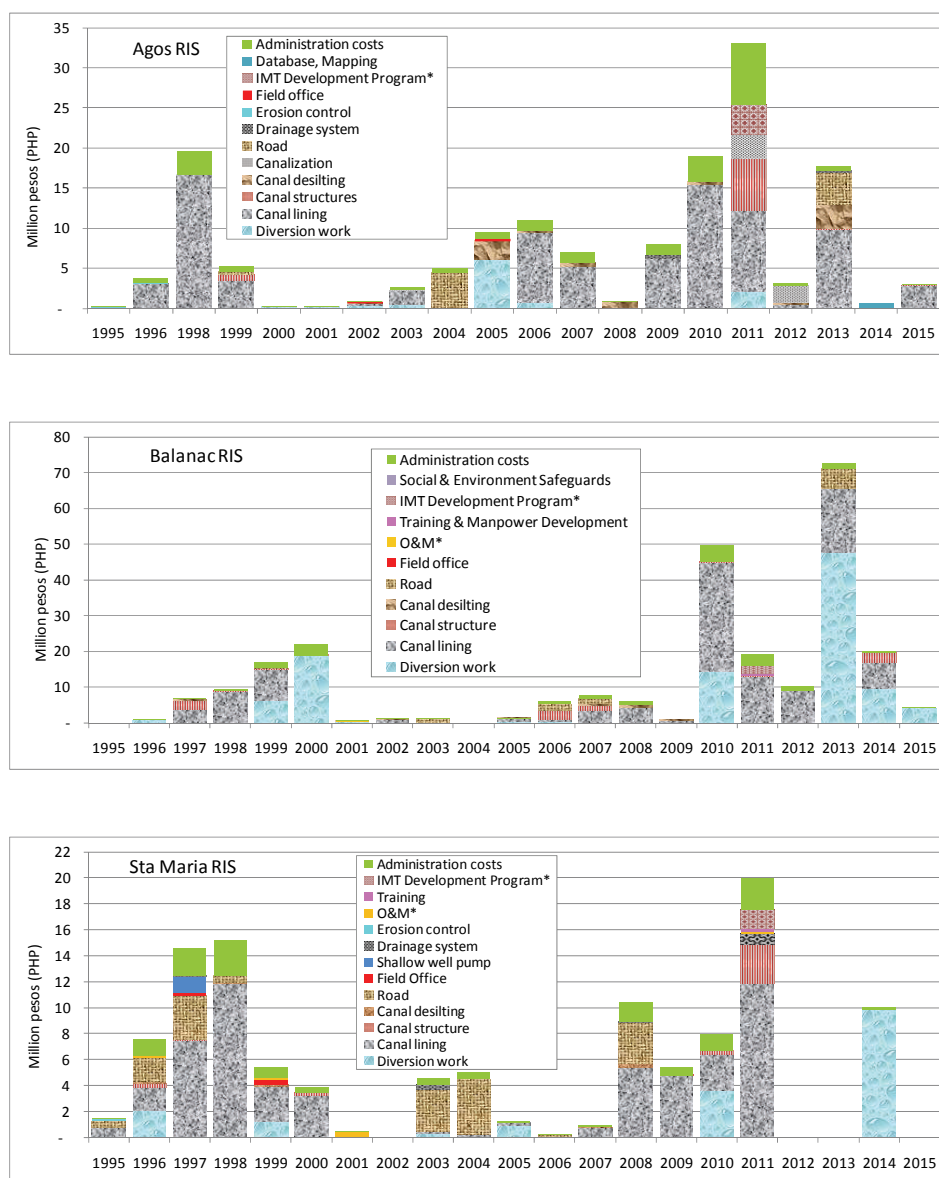 Agos RIS
Million pesos (PHP)
35
30
25
20
15
10
5
-
Administration costs
Database, Mapping
IMT Development Program*
Field office
Erosion control
Drainage system
Road
Canalization
Canal desilting
Canal structures
Canal lining
Diversion work
1995 1996 1998 1999 2000 2001 2002 2003 2004 2005 2006 2007 2008 2009 2010 2011 2012 2013 2014 2015
Balanac RIS
Million pesos (PHP)
80
70
60
50
40
30
20
10
-
Administration costs
Social & Environment Safeguards
IMT Development Program*
Training & Manpower Development
O&M*
Field office
Road
Canal desilting
Canal structure
Canal lining
Diversion work
1995 1996 1997 1998 1999 2000 2001 2002 2003 2004 2005 2006 2007 2008 2009 2010 2011 2012 2013 2014 2015
Sta Maria RIS
Million pesos (PHP)
22
20
18
16
14
12
10
8
6
4
2
-
Administration costs
IMT Development Program*
Training
O&M*
Erosion control
Drainage system
Shallow well pump
Field Office
Road
Canal desilting
Canal structure
Canal lining
Diversion work
1995 1996 1997 1998 1999 2000 2001 2002 2003 2004 2005 2006 2007 2008 2009 2010 2011 2012 2013 2014 2015